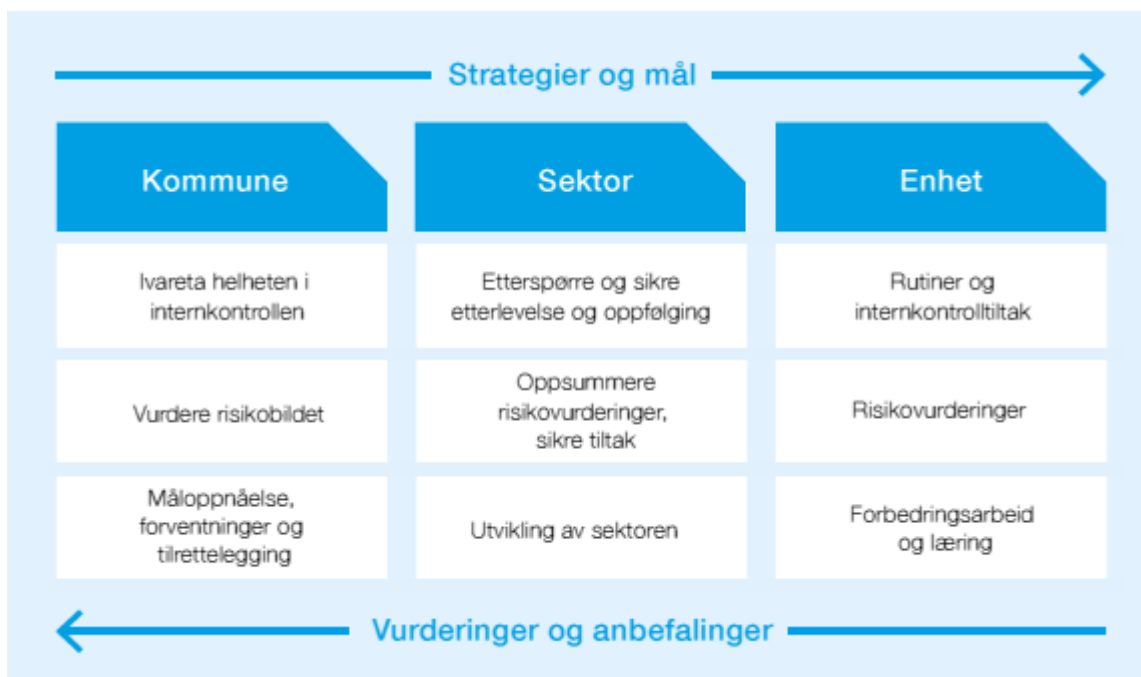 Strategier og mål
Kommune
Sektor
Enhet
Ivareta helheten i
internkontrollen
Etterspørre og sikre
etterlevelse og oppfølging
Rutiner og
internkontrolltiltak
Vurdere risikobildet
Oppsummere
risikovurderinger,
sikre tiltak
Risikovurderinger
Måloppnåelse,
forventninger og
tilrettelegging
Utvikling av sektoren
Forbedringsarbeid
og læring
Vurderinger og anbefalinger